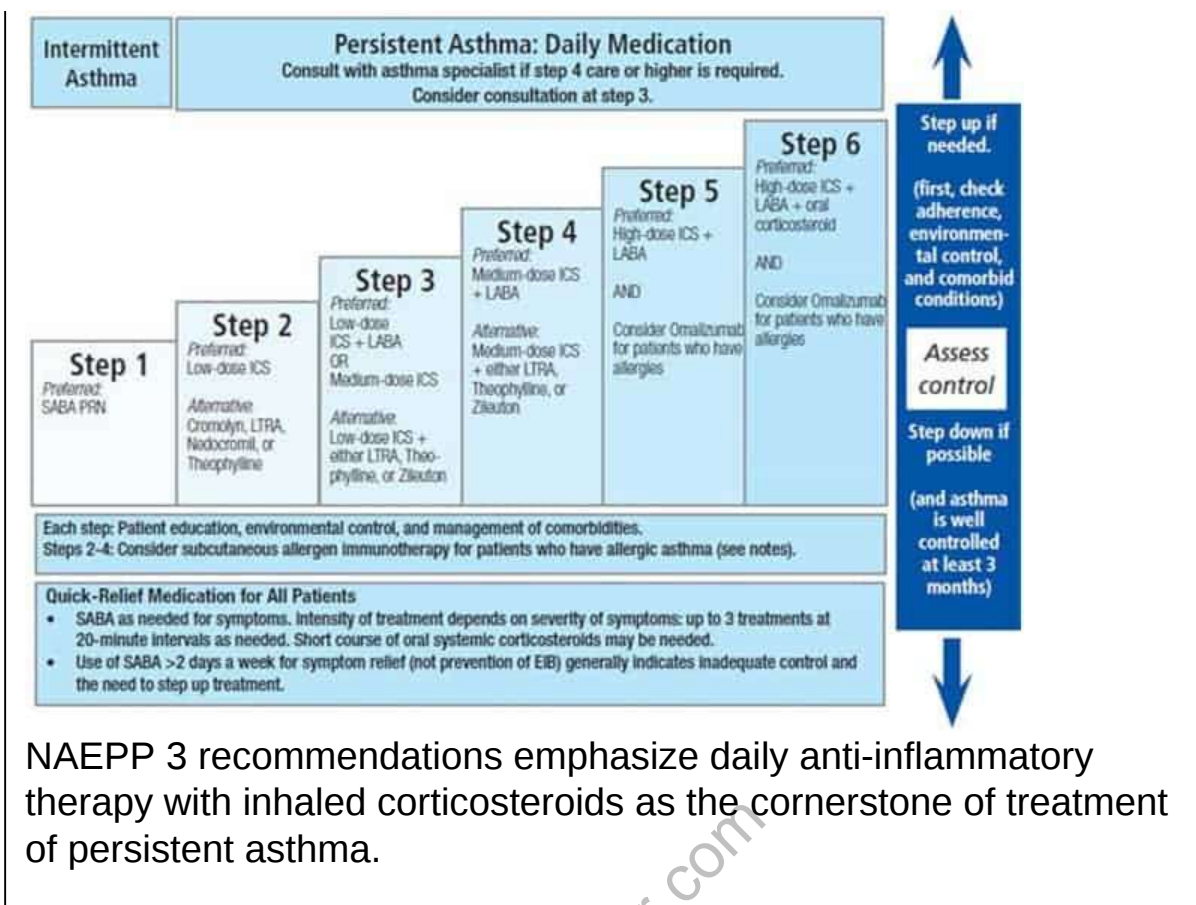 Intermittent
Asthma
Persistent Asthma: Daily Medication
Consult with asthma specialist if step 4 care or higher is required.
Consider consultation at step 3.
Step 1
Preferred:
SABA PRN
Step 2
Preferred:
Low-dose ICS
Alternative:
Cromolyn, LTRA,
Nedocromil, or
Theophylline
Step 3
Preferred:
Low-dose
ICS + LABA
OR
Medium-dose ICS
Alternative:
Low-dose ICS +
either LTRA, Theo-
phylline, or Zileuton
Step 4
Preferred:
Medium-dose ICS
+ LABA
Alternative:
Medium-dose ICS
+ either LTRA,
Theophylline, or
Zileuton
Step 5
Preferred:
High-dose ICS +
LABA
AND
Consider Omalizumab
for patients who have
allergies
Step 6
Preferred:
High-dose ICS +
LABA + oral
corticosteroid
AND
Consider Omalizumab
for patients who have
allergies
Step up if
needed.
(first, check
adherence,
environmen-
tal control,
and comorbid
conditions)
Assess
control
Step down if
possible
(and asthma
is well
controlled
at least 3
months)
Each step: Patient education, environmental control, and management of comorbidities.
Steps 2-4: Consider subcutaneous allergen immunotherapy for patients who have allergic asthma (see notes).
Quick-Relief Medication for All Patients
• SABA as needed for symptoms. Intensity of treatment depends on severity of symptoms: up to 3 treatments at
20-minute intervals as needed. Short course of oral systemic corticosteroids may be needed.
• Use of SABA >2 days a week for symptom relief (not prevention of EIB) generally indicates inadequate control and
the need to step up treatment.
NAEPP 3 recommendations emphasize daily anti-inflammatory
therapy with inhaled corticosteroids as the cornerstone of treatment
of persistent asthma.
com